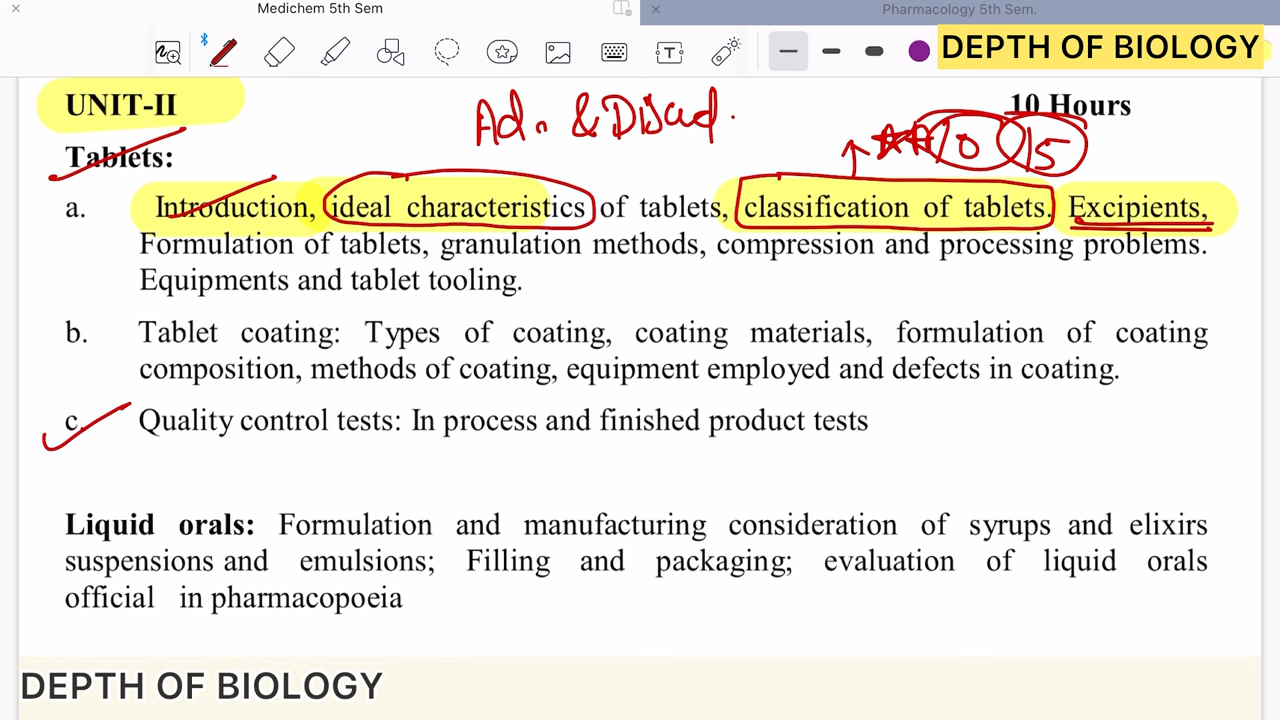 Medichem 5th Sem
Pharmacology 5th Sem.
DEPTH OF BIOLOGY
UNIT-II
Ad. & Disad.
10 Hours
Tablets:
10 15
a. Introduction, ideal characteristics of tablets, classification of tablets. Excipients,
Formulation of tablets, granulation methods, compression and processing problems.
Equipments and tablet tooling.
b. Tablet coating: Types of coating, coating materials, formulation of coating
composition, methods of coating, equipment employed and defects in coating.
c. Quality control tests: In process and finished product tests
Liquid orals: Formulation and manufacturing consideration of syrups and elixirs
suspensions and emulsions; Filling and packaging; evaluation of liquid orals
official in pharmacopoeia
DEPTH OF BIOLOGY